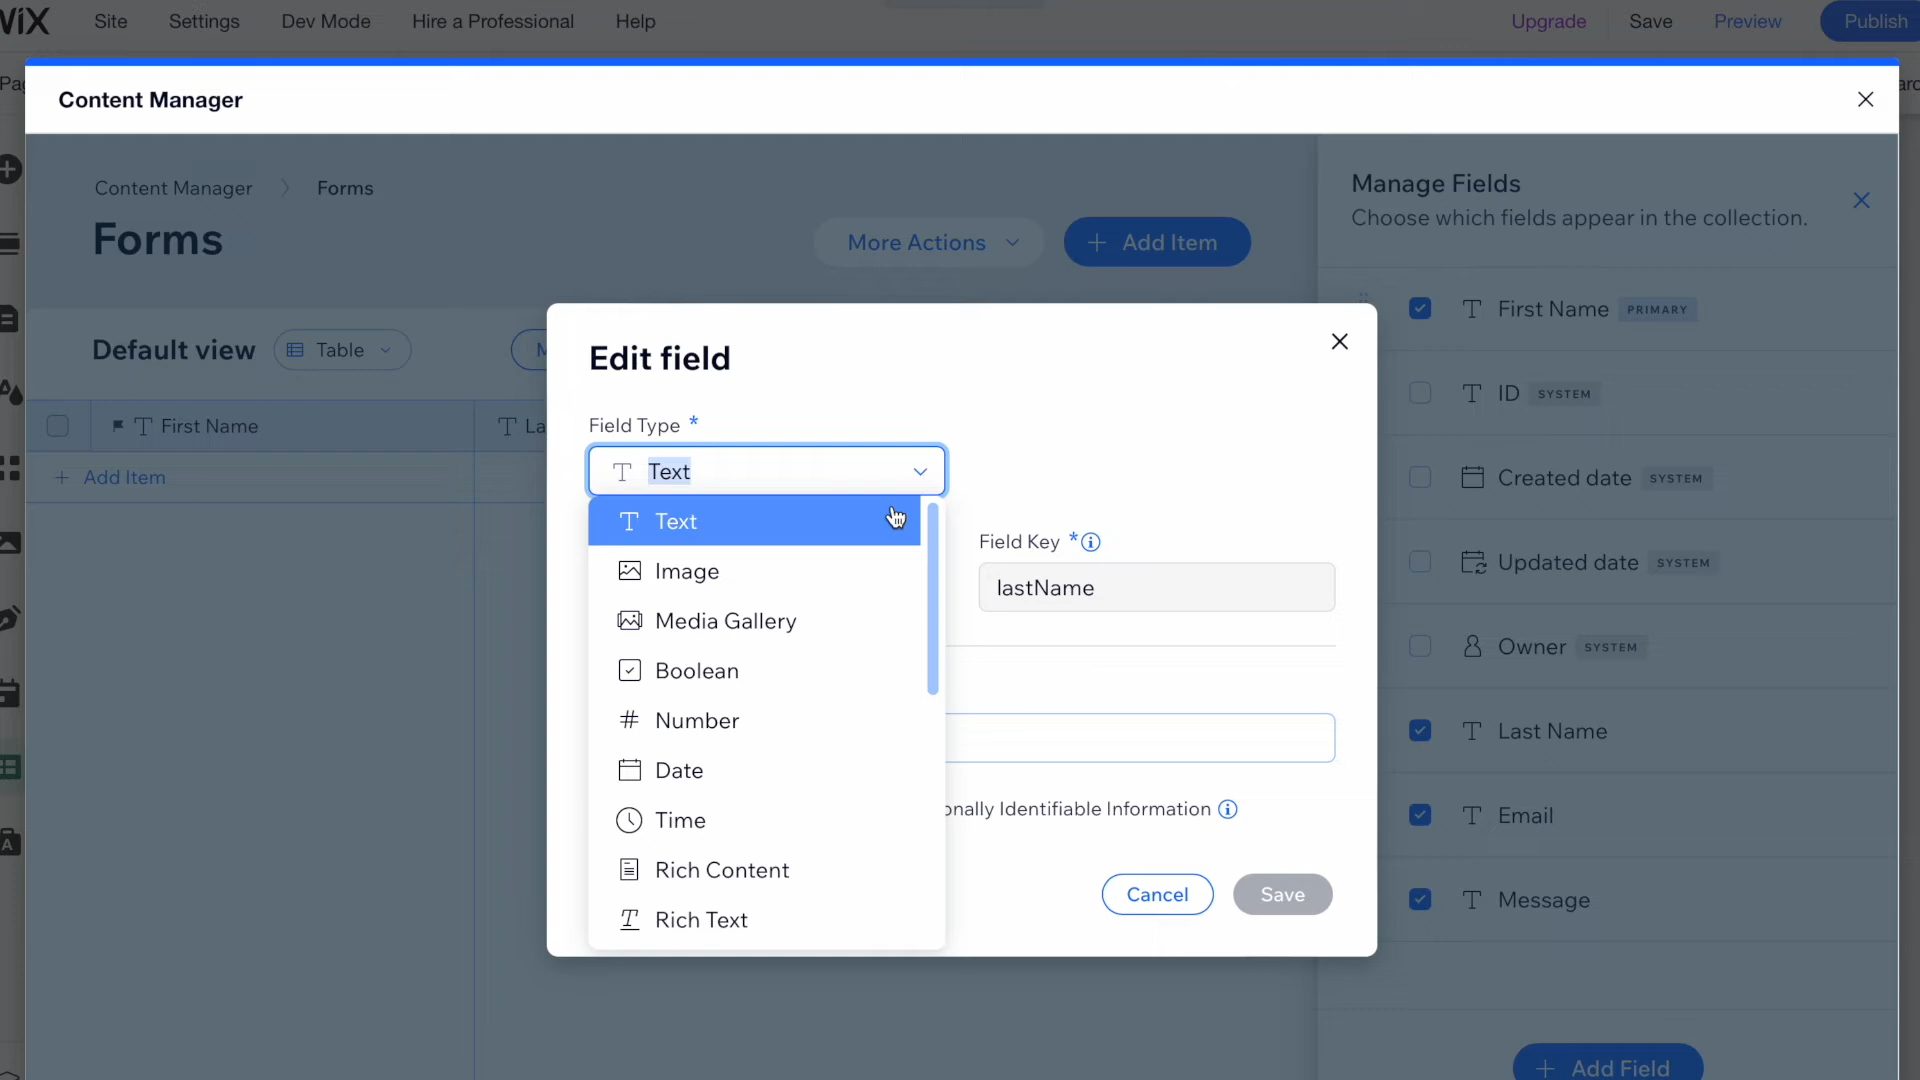 WIX Site Settings Dev Mode Hire a Professional Help Upgrade Save Preview Publish
Content Manager
Content Manager Forms
Forms
More Actions
Add Item
Default view
Table
First Name
Add Item
Edit field
Field Type *
Text
Text
Image
Media Gallery
Boolean
Number
Date
Time
Rich Content
Rich Text
Field Key *
lastName
onally Identifiable Information
Cancel
Save
Manage Fields
Choose which fields appear in the collection.
First Name PRIMARY
ID SYSTEM
Created date SYSTEM
Updated date SYSTEM
Owner SYSTEM
Last Name
Email
Message
Add Field